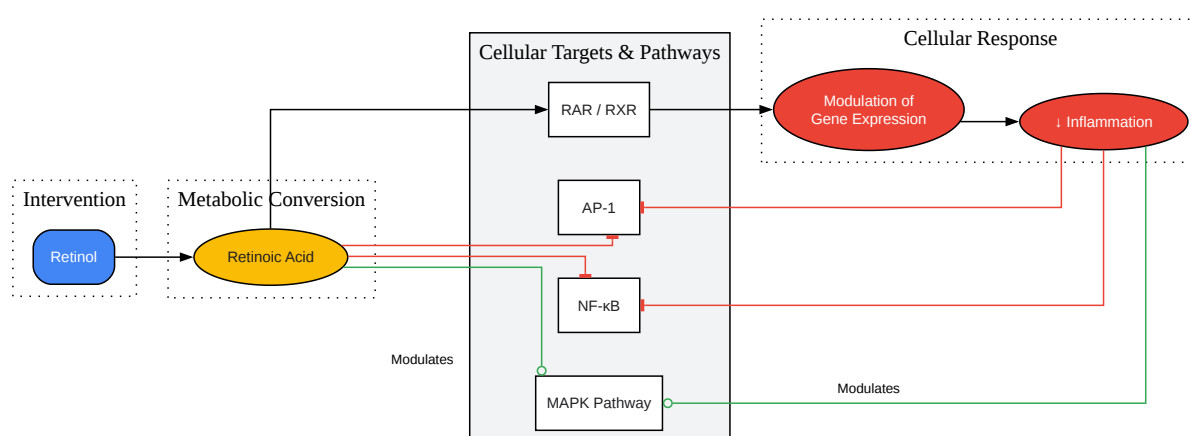 Cellular Response
Cellular Targets & Pathways
Modulation of
Gene Expression
RAR / RXR
↓ Inflammation
Intervention
Metabolic Conversion
AP-1
Retinol
Retinoic Acid
NF-κB
Modulates
Modulates
MAPK Pathway